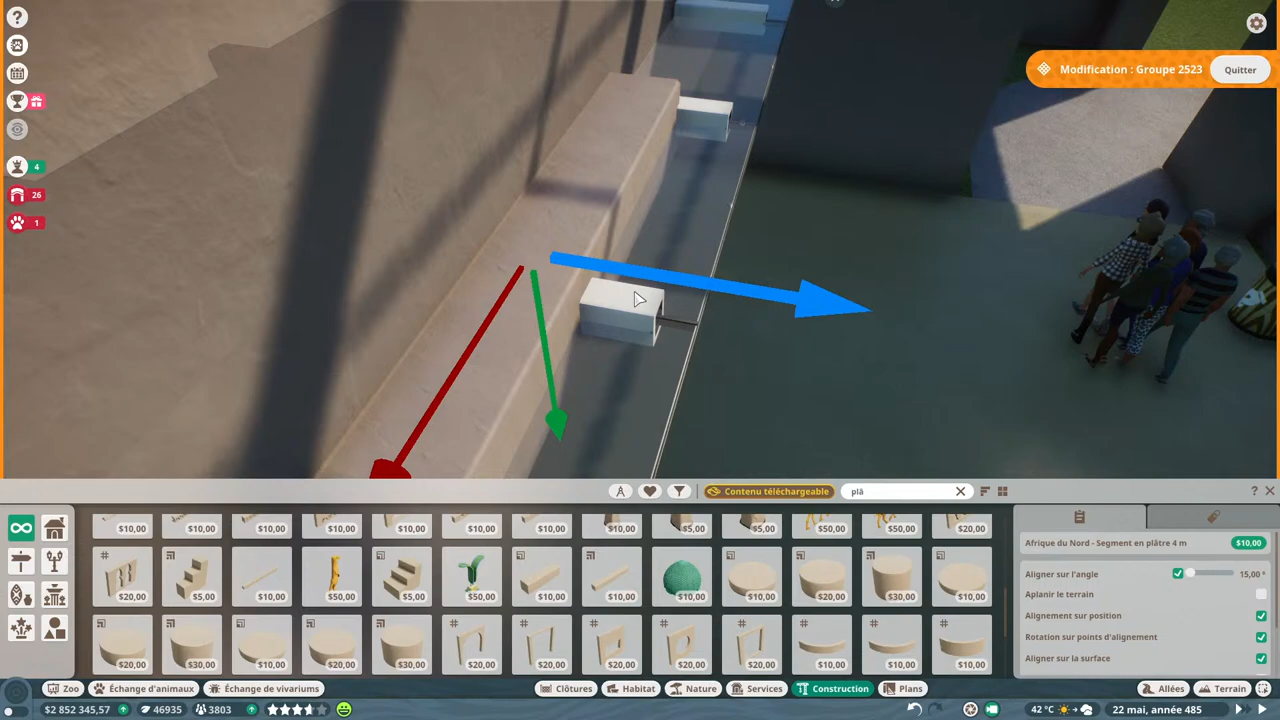 ?
Modification : Groupe 2523
Quitter
4
26
1
Contenu téléchargeable
plâ
?
$10,00 $10,00 $10,00 $10,00 $10,00 $10,00 $10,00 $5,00 $5,00 $5,00 $50,00 $50,00 $20,00
$20,00 $5,00 $10,00 $50,00 $5,00 $50,00 $10,00 $10,00 $10,00 $10,00 $20,00 $30,00 $10,00
$20,00 $30,00 $10,00 $20,00 $30,00 $20,00 $20,00 $20,00 $20,00 $20,00 $10,00 $10,00 $10,00
Afrique du Nord - Segment en plâtre 4 m $10,00
Aligner sur l'angle 15,00 °
Aplanir le terrain
Alignement sur position
Rotation sur points d'alignement
Aligner sur la surface
Zoo Échange d'animaux Échange de vivariums Clôtures Habitat Nature Services Construction Plans Allées Terrain
$2 852 345,57 46935 3803 42 °C 22 mai, année 485